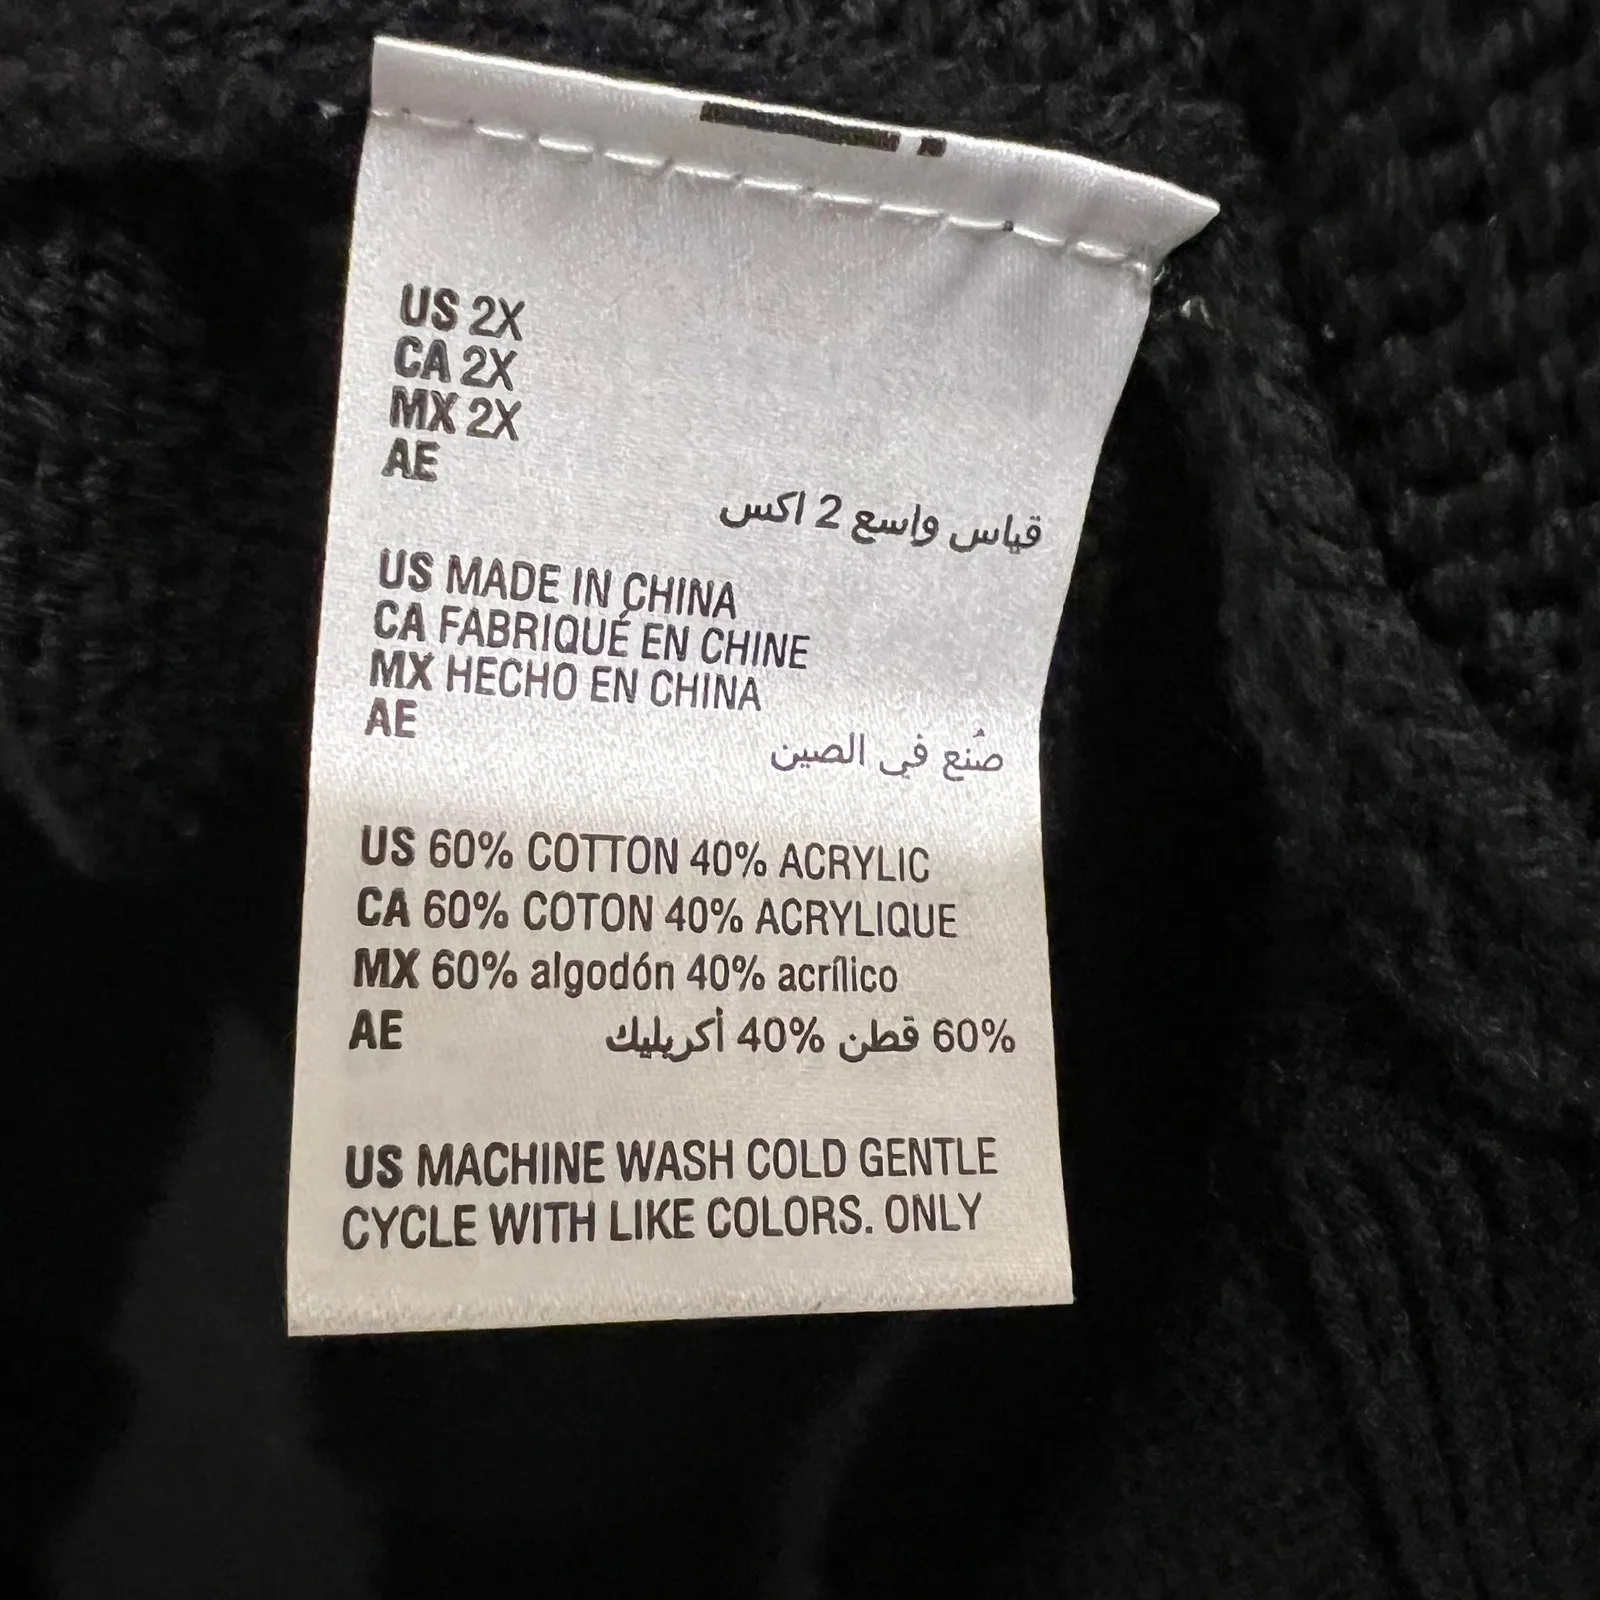 US 2X
CA 2X
MX 2X
AE
قياس واسع 2 اكس
US MADE IN CHINA
CA FABRIQUÉ EN CHINE
MX HECHO EN CHINA
AE
صُنع في الصين
US 60% COTTON 40% ACRYLIC
CA 60% COTON 40% ACRYLIQUE
MX 60% algodón 40% acrílico
AE 60% قطن 40% أكريليك
US MACHINE WASH COLD GENTLE
CYCLE WITH LIKE COLORS. ONLY